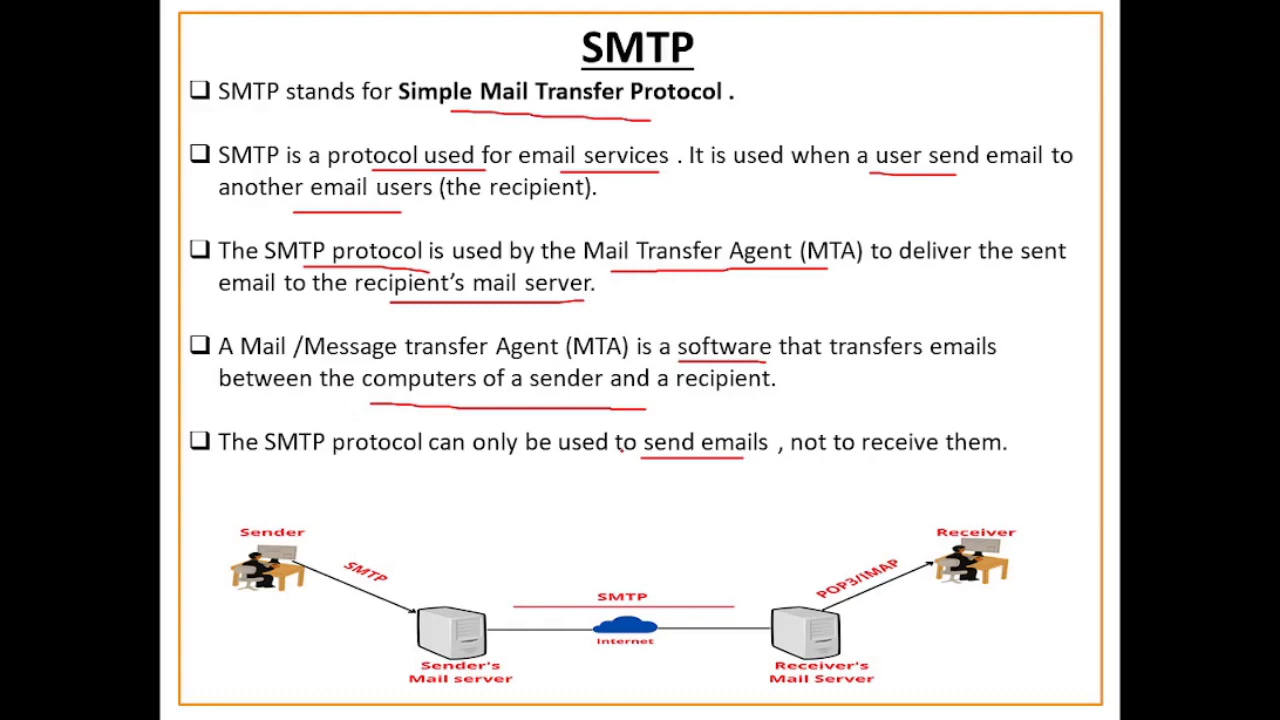 SMTP
❑ SMTP stands for Simple Mail Transfer Protocol .
❑ SMTP is a protocol used for email services . It is used when a user send email to
another email users (the recipient).
❑ The SMTP protocol is used by the Mail Transfer Agent (MTA) to deliver the sent
email to the recipient's mail server.
❑ A Mail /Message transfer Agent (MTA) is a software that transfers emails
between the computers of a sender and a recipient.
❑ The SMTP protocol can only be used to send emails , not to receive them.
Sender
Receiver
SMTP
SMTP
POP3/IMAP
Internet
Sender's
Mail server
Receiver's
Mail Server